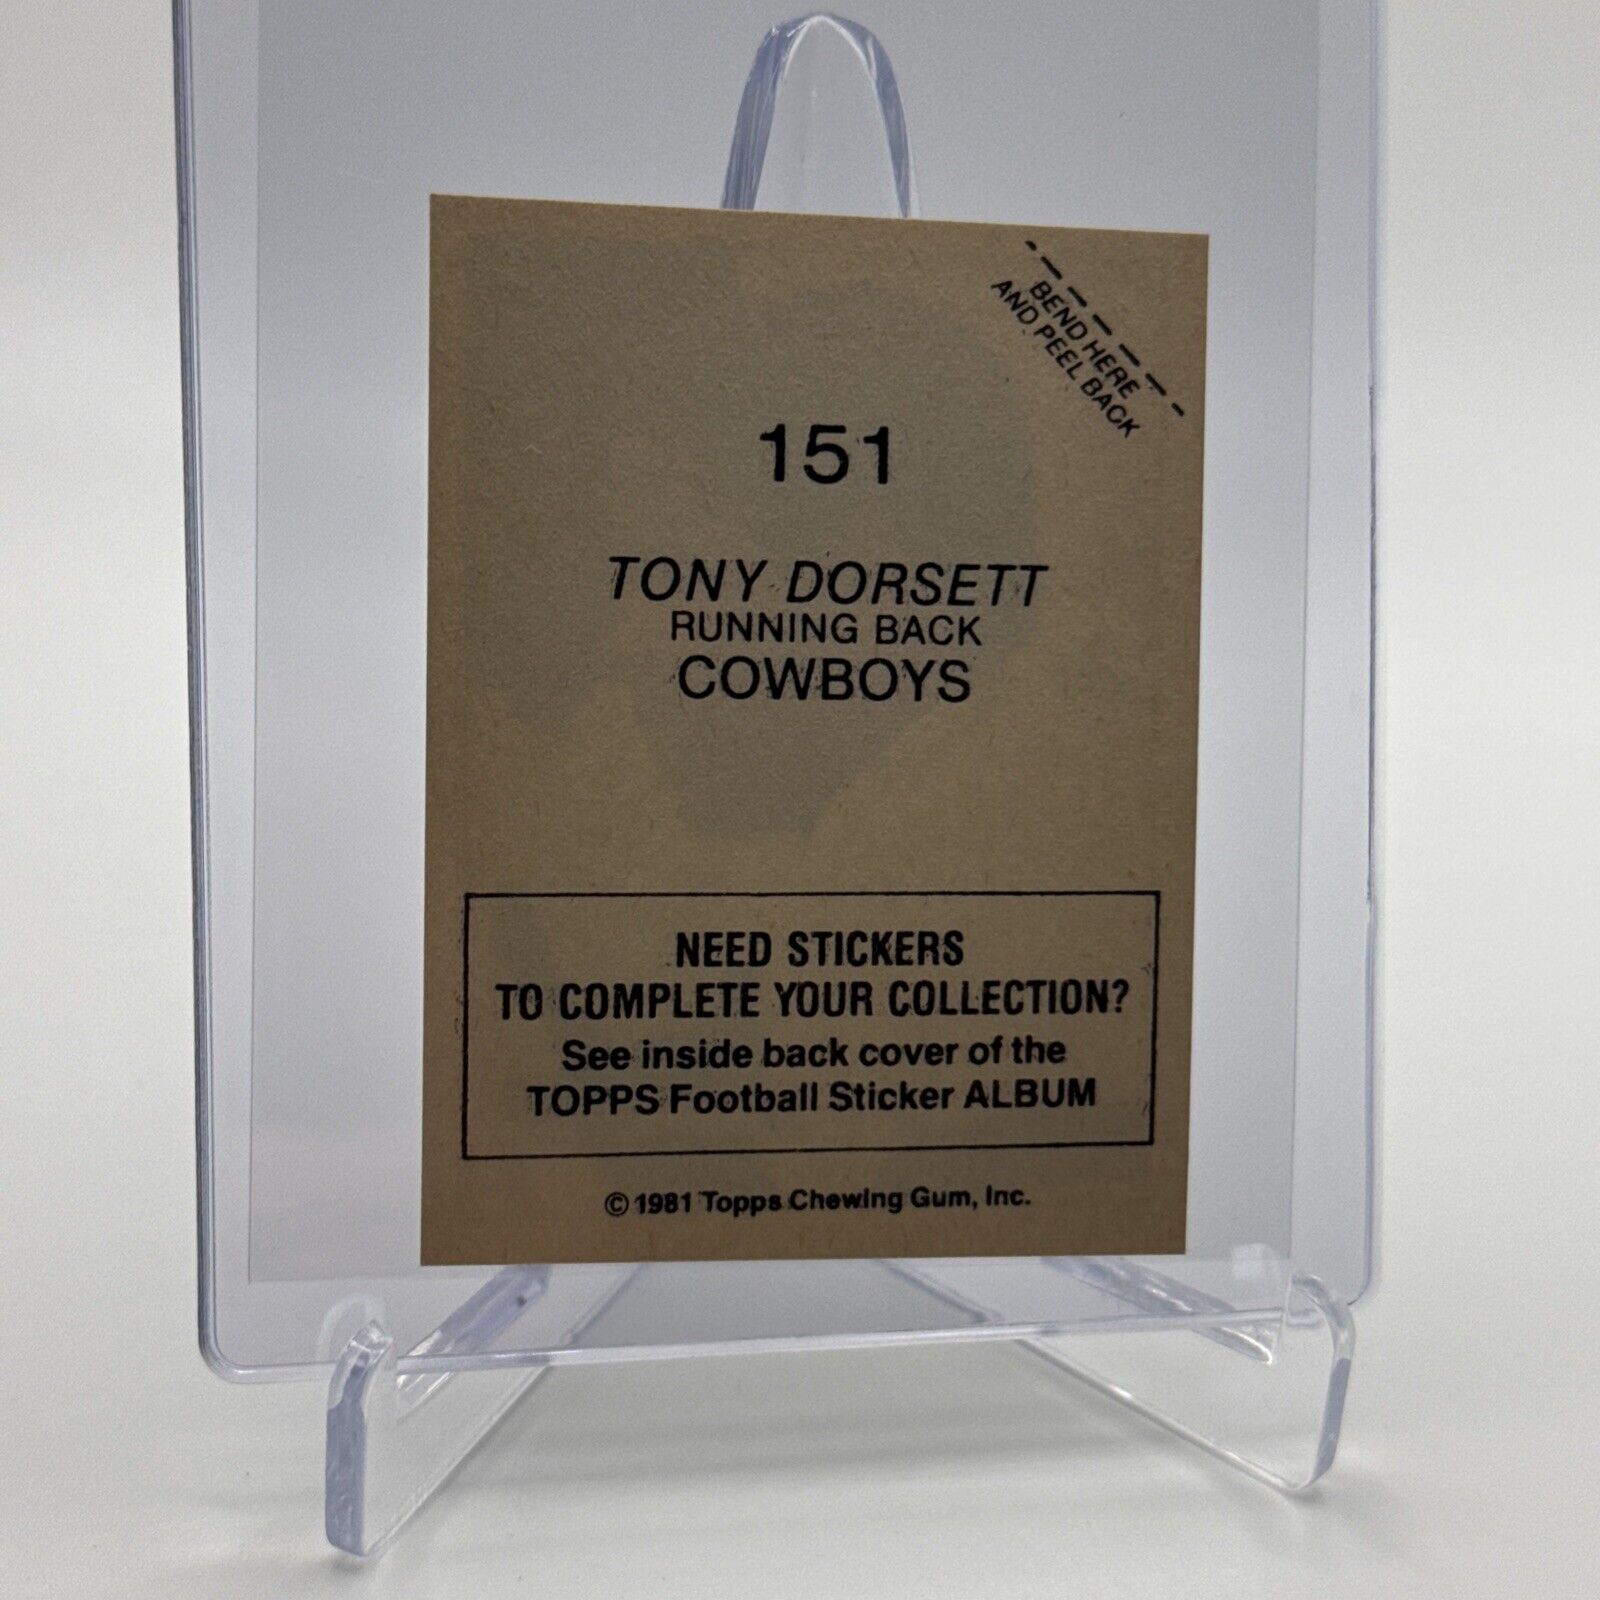 BEND HERE
AND PEEL BACK
151
TONY DORSETT
RUNNING BACK
COWBOYS
NEED STICKERS
TO COMPLETE YOUR COLLECTION?
See inside back cover of the
TOPPS Football Sticker ALBUM
© 1981 Topps Chewing Gum, Inc.